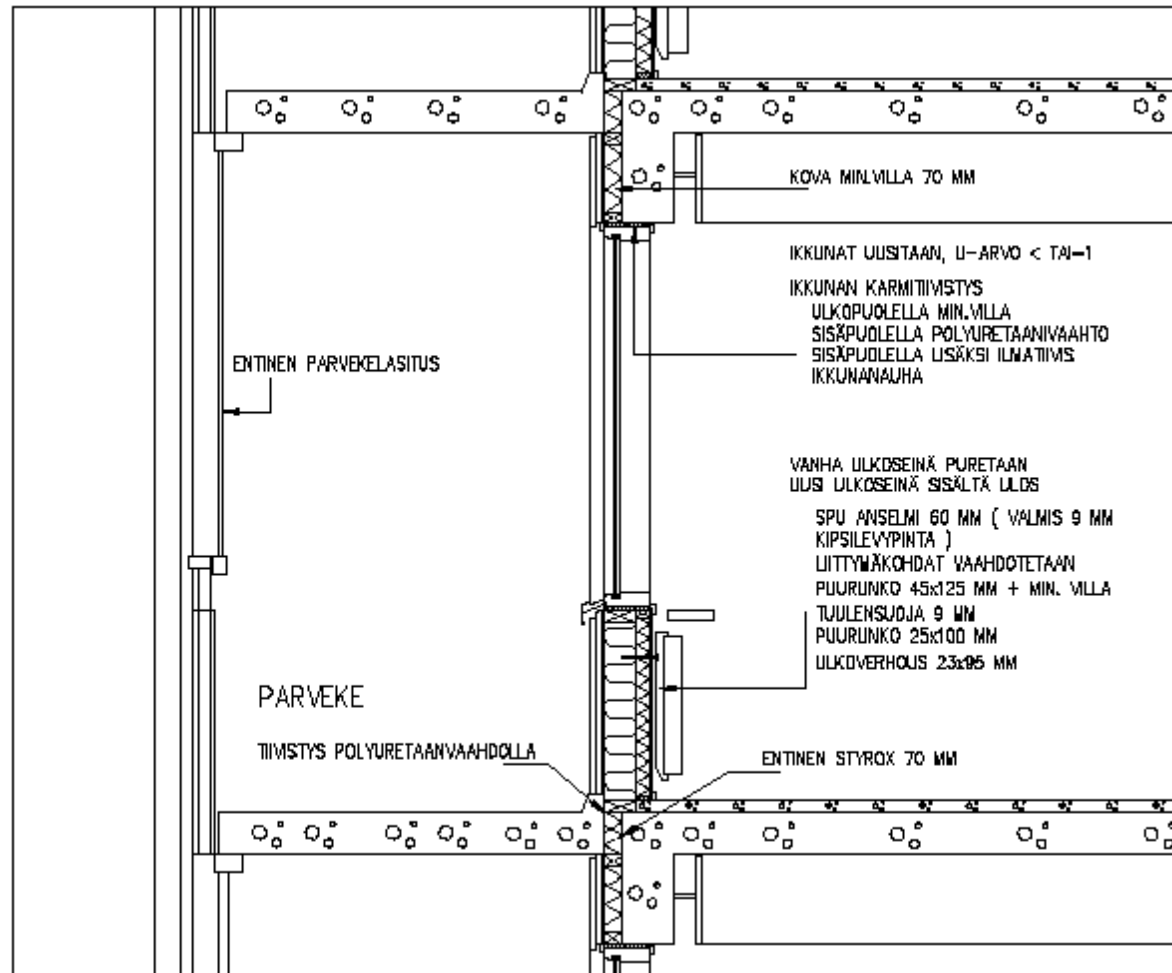 KOVA MIN.VILLA 70 MM
IKKUNAT UUSITAAN, U-ARVO < TAI-1
IKKUNAN KARMITIIVISTYS
ULKOPUOLELLA MIN.VILLA
SISÄPUOLELLA POLYURETAANIVAAHTO
SISÄPUOLELLA LISÄKSI ILMATIIVIS
IKKUNANAUHA
ENTINEN PARVEKELASITUS
VANHA ULKOSEINÄ PURETAAN
UUSI ULKOSEINÄ SISÄLTÄ ULOS
SPU ANSELMI 60 MM ( VALMIS 9 MM
KIPSILEVYPINTA )
LIITTYMÄKOHDAT VAAHDOTETAAN
PUURUNKO 45x125 MM + MIN. VILLA
TUULENSUOJA 9 MM
PUURUNKO 25x100 MM
ULKOVERHOUS 23x95 MM
PARVEKE
TIIVISTYS POLYURETAANVAAHDOLLA
ENTINEN STYROX 70 MM